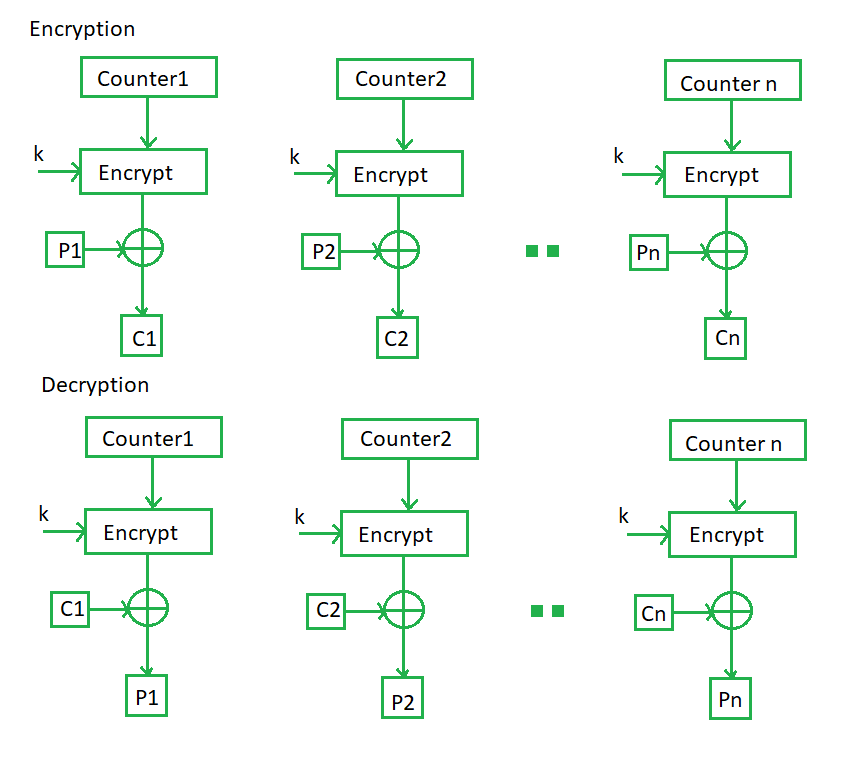 Encryption
Counter1
Counter2
Counter n
k
Encrypt
k
Encrypt
k
Encrypt
P1
P2
Pn
C1
C2
Cn
Decryption
Counter1
Counter2
Counter n
k
Encrypt
k
Encrypt
k
Encrypt
C1
C2
Cn
P1
P2
Pn